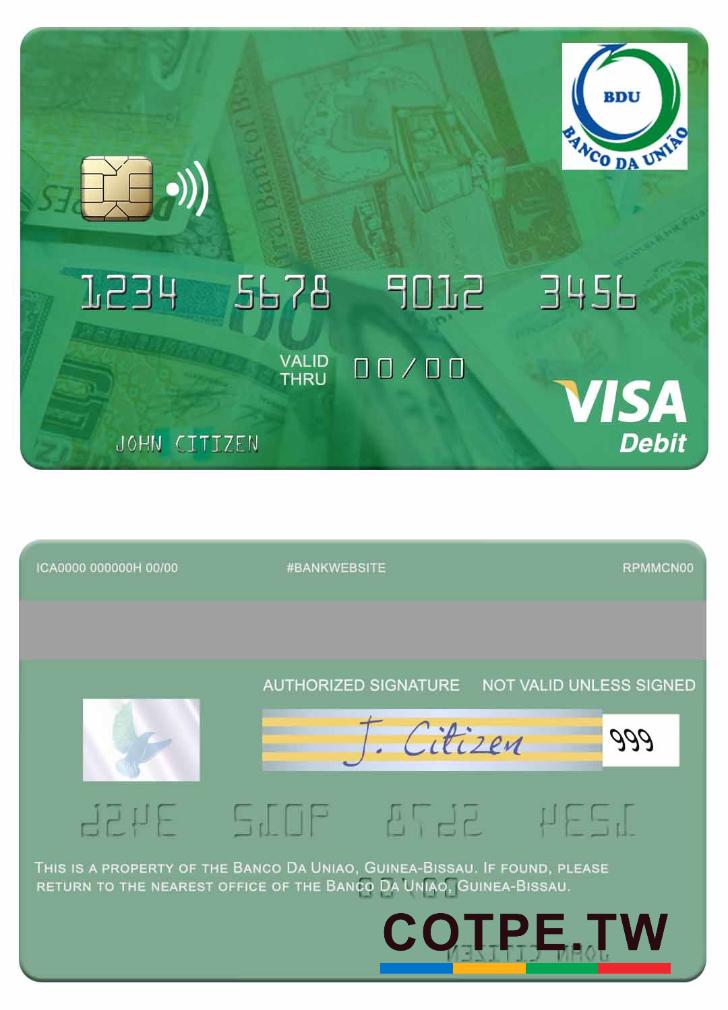 BDU
BANCO DA UNIÃO
1234 5678 9012 3456
VALID
THRU
00/00
VISA
Debit
JOHN CITIZEN
ICA0000 000000H 00/00
#BANKWEBSITE
RPMMCN00
AUTHORIZED SIGNATURE
NOT VALID UNLESS SIGNED
J. Citizen
999
THIS IS A PROPERTY OF THE BANCO DA UNIAO, GUINEA-BISSAU. IF FOUND, PLEASE
RETURN TO THE NEAREST OFFICE OF THE BANCO DA UNIAO, GUINEA-BISSAU.
COTPE.TW